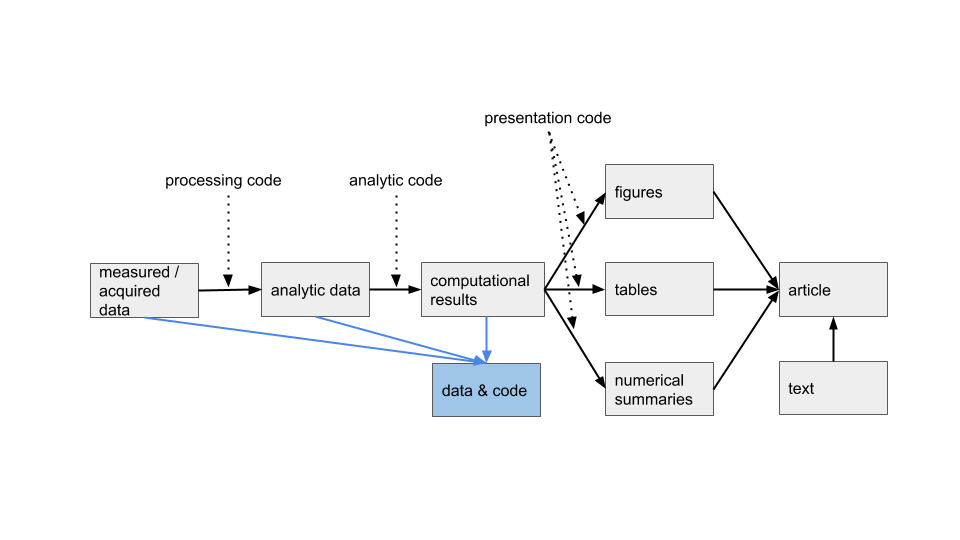 presentation code
processing code
analytic code
figures
measured /
acquired
data
analytic data
computational
results
tables
article
data & code
numerical
summaries
text